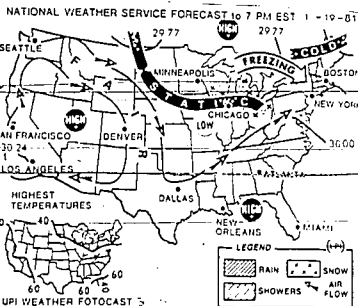 NATIONAL WEATHER SERVICE FORECAST to 7 PM EST 1-19-81
SEATTLE
29.77
HIGH
29.77
COLD
FREEZING
BOSTON
MINNEAPOLIS
STATIC
NEW YORK
FAIR
CHICAGO
LOW
SAN FRANCISCO
HIGH
DENVER
30.24
30.00
LOS ANGELES
ATLANTA
HIGHEST
TEMPERATURES
DALLAS
HIGH
NEW
ORLEANS
MIAMI
40
LEGEND
RAIN
SNOW
SHOWERS
AIR
FLOW
60
60
60
UPI WEATHER FOTOCAST